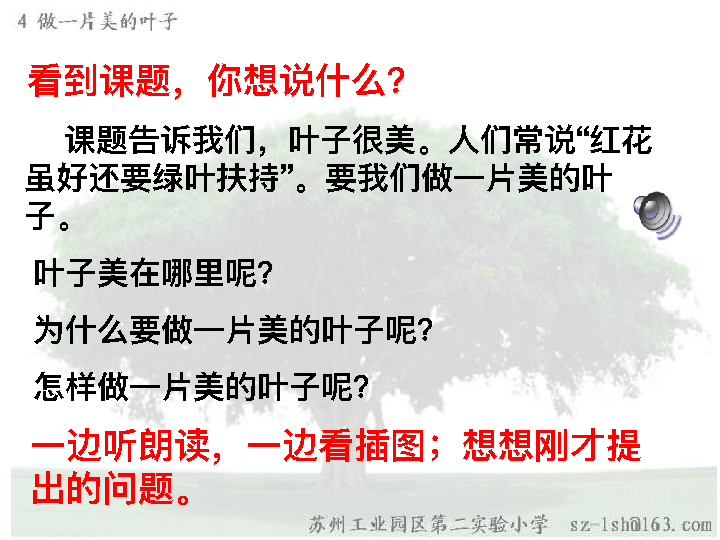 4 做一片美的叶子
看到课题，你想说什么？
课题告诉我们，叶子很美。人们常说“红花
虽好还要绿叶扶持”。要我们做一片美的叶
子。
叶子美在哪里呢？
为什么要做一片美的叶子呢？
怎样做一片美的叶子呢？
一边听朗读，一边看插图；想想刚才提
出的问题。
苏州工业园区第二实验小学 sz-lsh@163.com